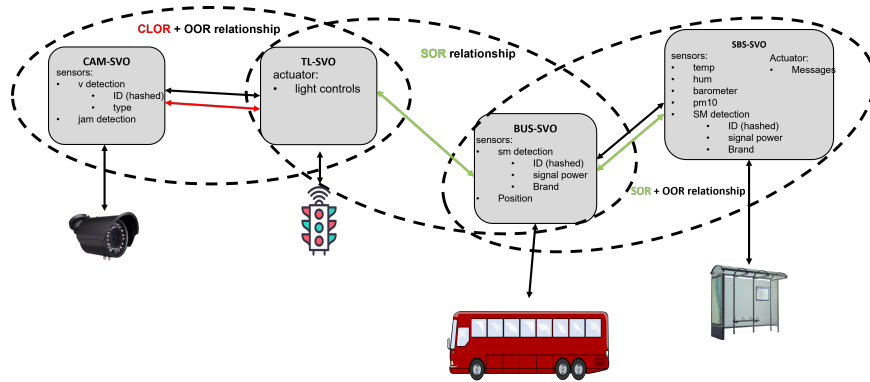 CLOR + OOR relationship
CAM-SVO
sensors:
• v detection
• ID (hashed)
• type
• jam detection
TL-SVO
actuator:
• light controls
SOR relationship
BUS-SVO
sensors:
• sm detection
• ID (hashed)
• signal power
• Brand
• Position
SBS-SVO
sensors:
• temp
• hum
• barometer
• pm10
• SM detection
• ID (hashed)
• signal power
• Brand
Actuator:
• Messages
SOR + OOR relationship